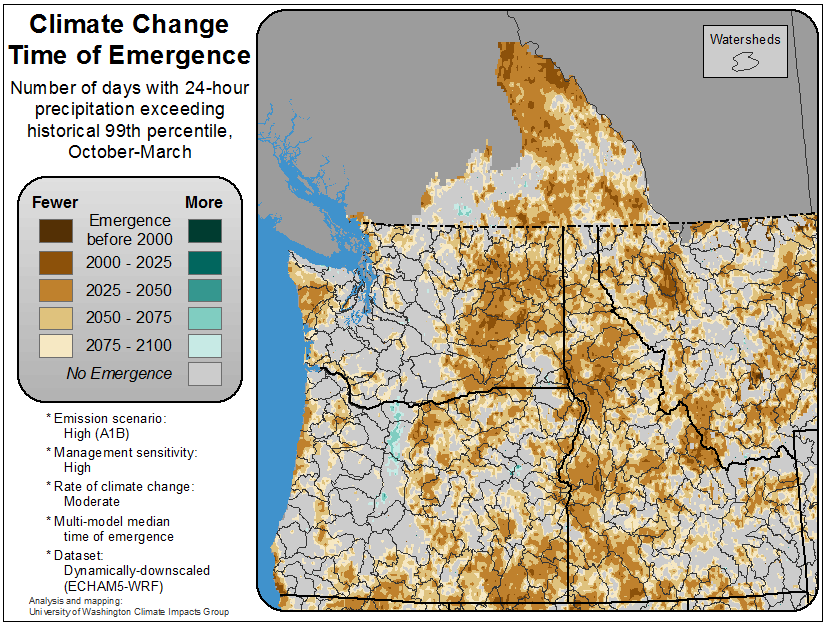 Climate Change
Time of Emergence
Number of days with 24-hour
precipitation exceeding
historical 99th percentile,
October-March
Fewer More
Emergence
before 2000
2000 - 2025
2025 - 2050
2050 - 2075
2075 - 2100
No Emergence
* Emission scenario:
High (A1B)
* Management sensitivity:
High
* Rate of climate change:
Moderate
* Multi-model median
time of emergence
* Dataset:
Dynamically-downscaled
(ECHAM5-WRF)
Analysis and mapping:
University of Washington Climate Impacts Group
Watersheds